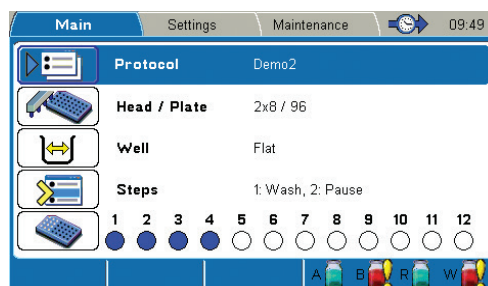 Main Settings Maintenance 09:49
Protocol Demo2
Head / Plate 2x8 / 96
Well Flat
Steps 1: Wash, 2: Pause
1 2 3 4 5 6 7 8 9 10 11 12
A B R W